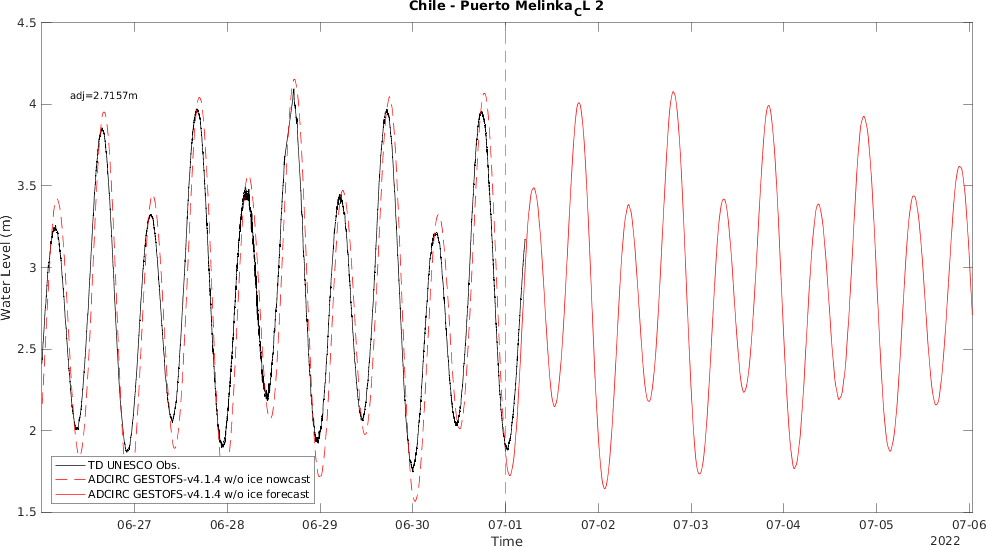 Chile - Puerto Melinka_CL 2
4.5
4
3.5
3
2.5
2
1.5
Water Level (m)
adj=2.7157m
TD UNESCO Obs.
ADCIRC GESTOFS-v4.1.4 w/o ice nowcast
ADCIRC GESTOFS-v4.1.4 w/o ice forecast
06-27 06-28 06-29 06-30 07-01 07-02 07-03 07-04 07-05 07-06
Time
2022